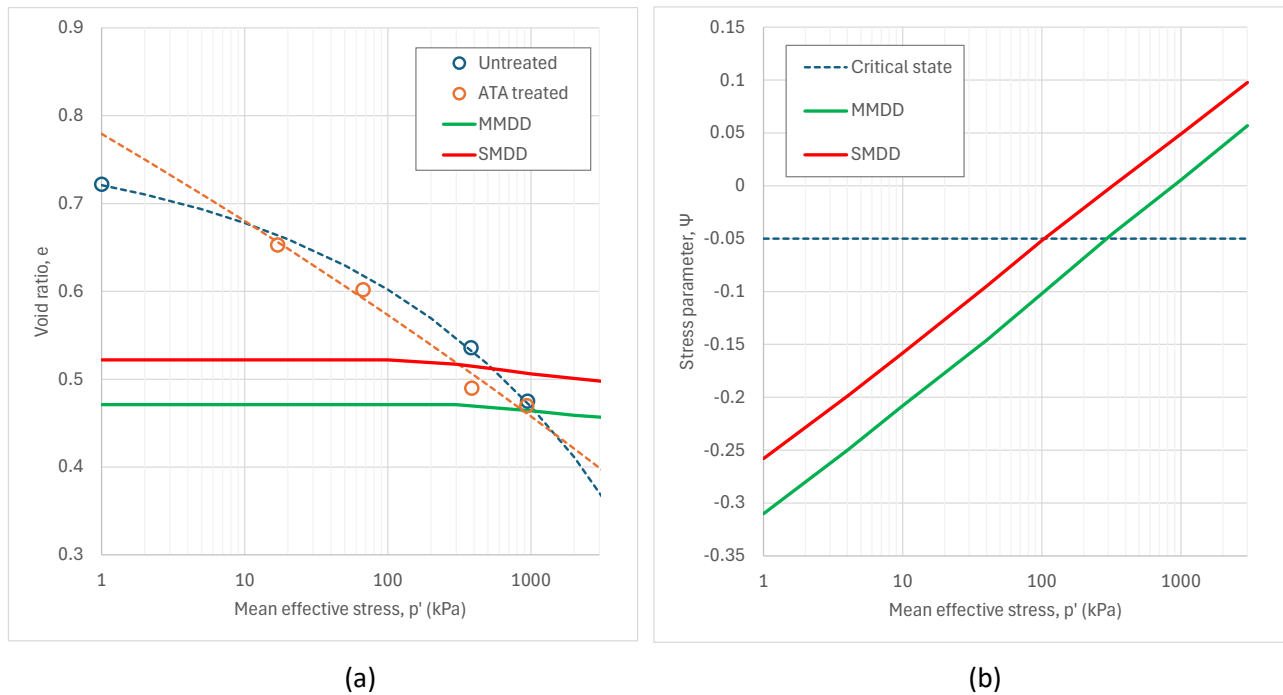 0.9
0.8
0.7
0.6
0.5
0.4
0.3
Void ratio, e
1
10
100
1000
Mean effective stress, p' (kPa)
Untreated
ATA treated
MMDD
SMDD
(a)
0.15
0.1
0.05
0
-0.05
-0.1
-0.15
-0.2
-0.25
-0.3
-0.35
Stress parameter, Ψ
1
10
100
1000
Mean effective stress, p' (kPa)
Critical state
MMDD
SMDD
(b)